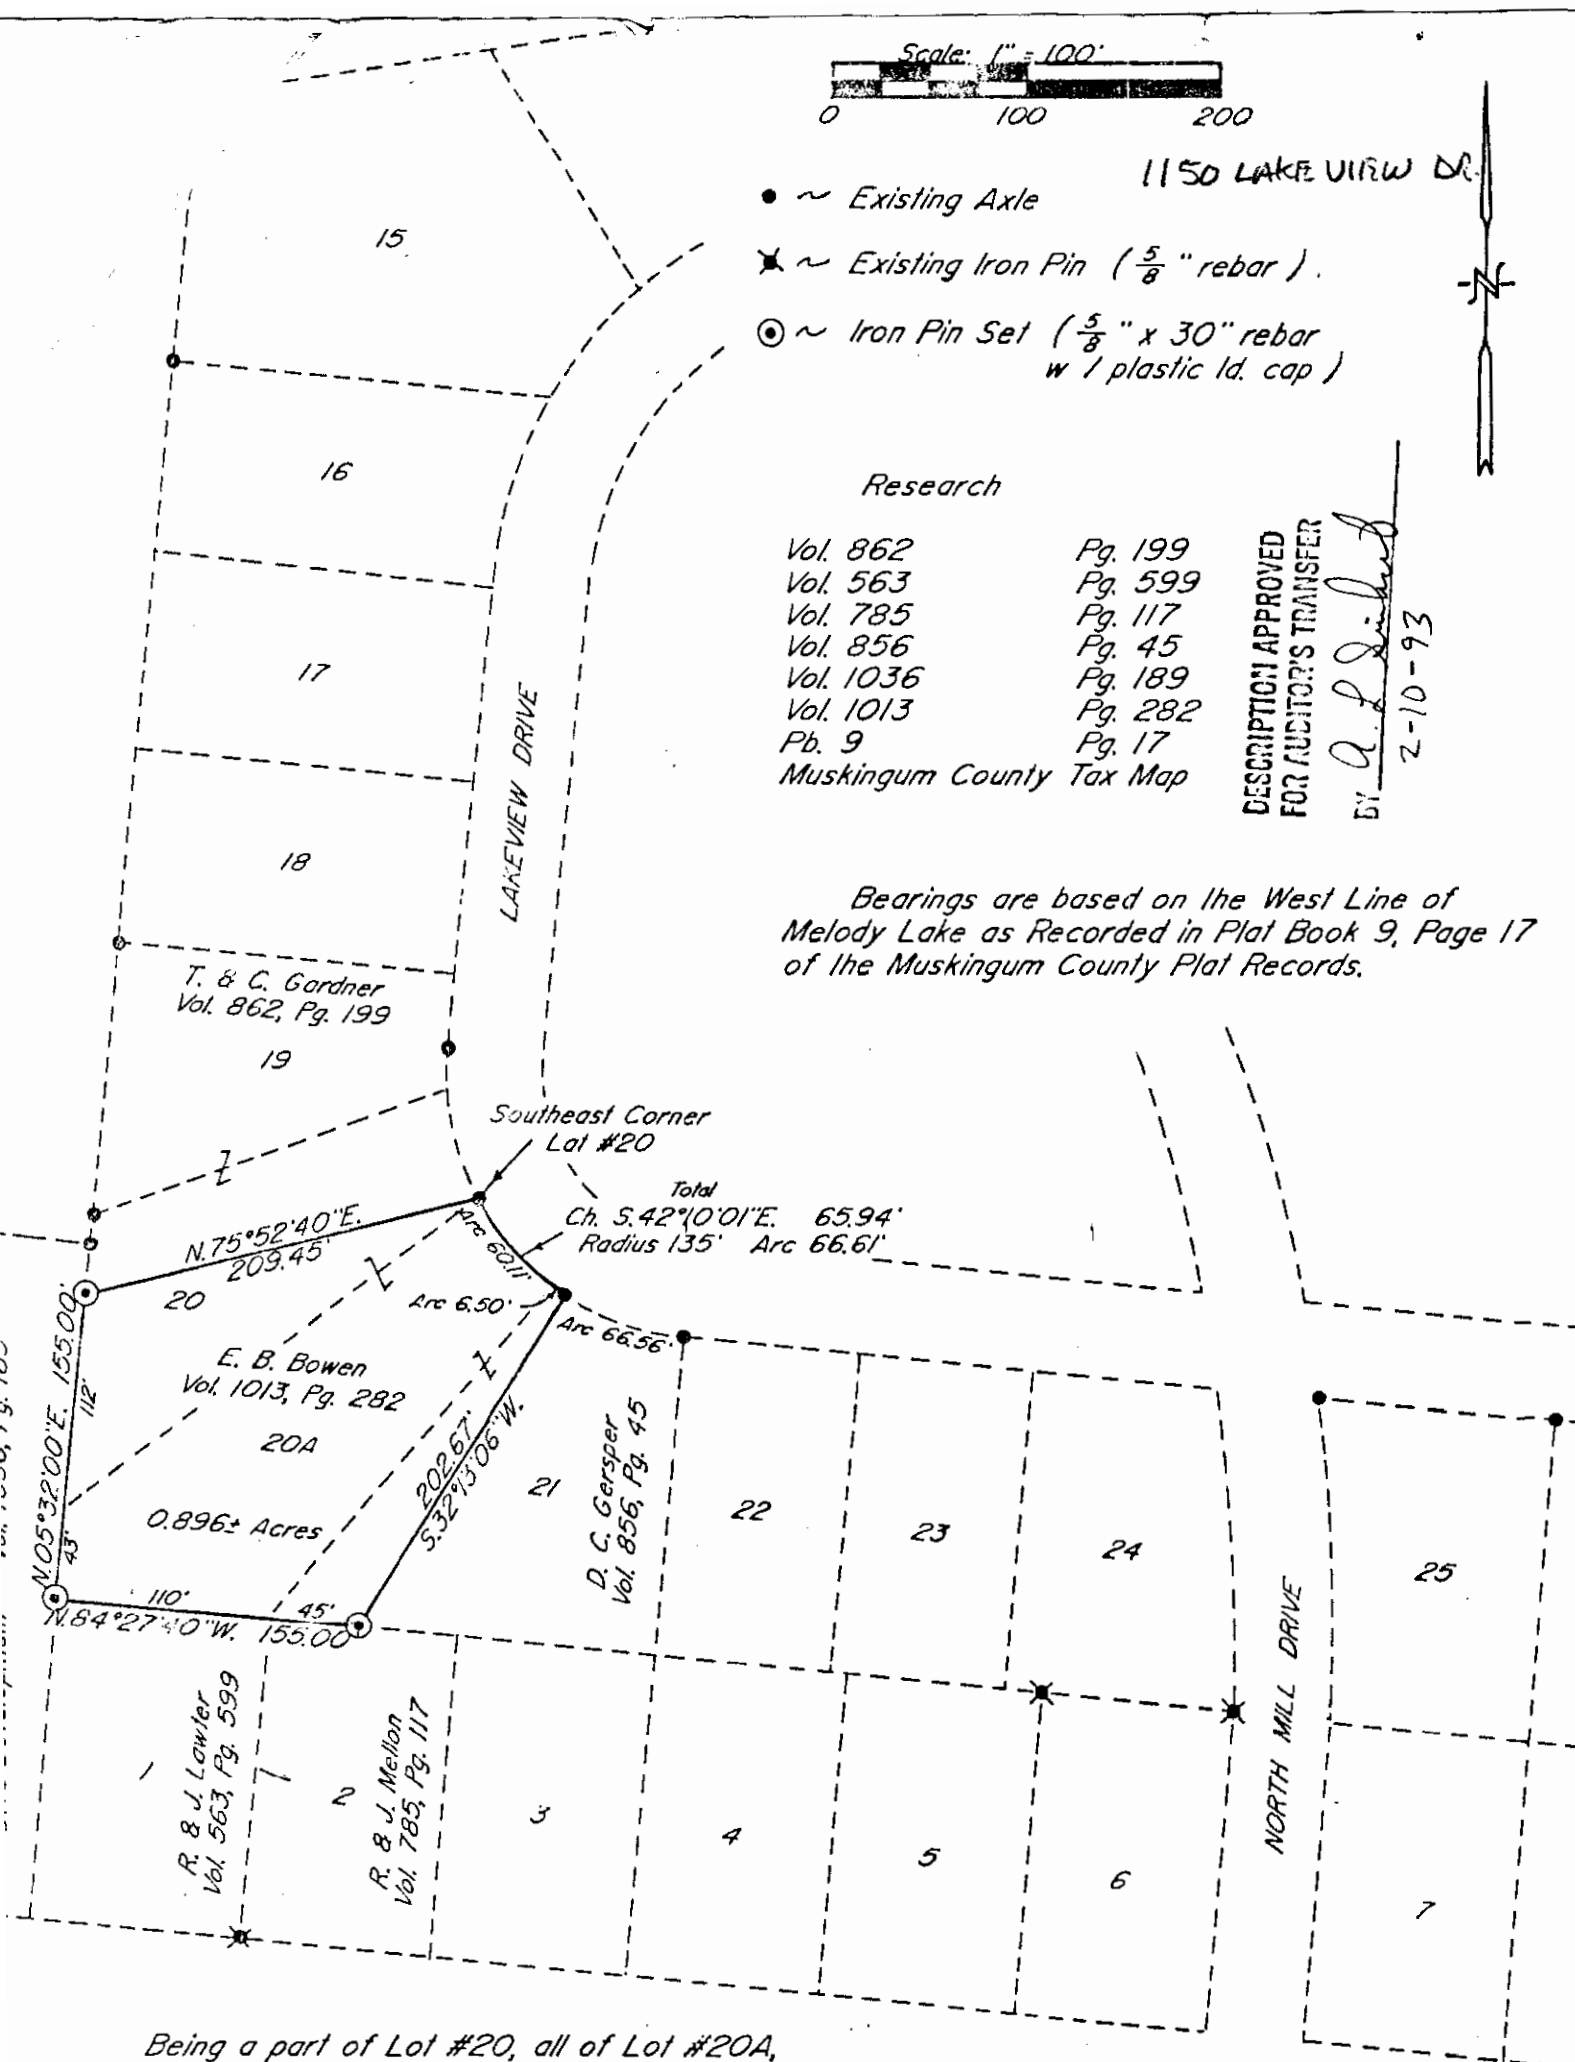 Scale: 1" = 100'
0 100 200
1150 LAKE VIEW DR.
● ~ Existing Axle
~ Existing Iron Pin ( 5/8 " rebar ) .
~ Iron Pin Set ( 5/8 " x 30" rebar
w / plastic Id. cap )
Research
Vol. 862 Pg. 199
Vol. 563 Pg. 599
Vol. 785 Pg. 117
Vol. 856 Pg. 45
Vol. 1036 Pg. 189
Vol. 1013 Pg. 282
Pb. 9 Pg. 17
Muskingum County Tax Map
DESCRIPTION APPROVED
FOR AUDITOR'S TRANSFER
BY
2-10-93
Bearings are based on the West Line of
Melody Lake as Recorded in Plat Book 9, Page 17
of the Muskingum County Plat Records.
N
15
16
17
18
LAKEVIEW DRIVE
T. & C. Gardner
Vol. 862, Pg. 199
19
Southeast Corner
Lot #20
Total
Ch. S.42°10'01"E. 65.94'
Radius 135' Arc 66.61'
N.75°52'40"E.
209.45'
Arc 60.11'
Arc 6.50'
Arc 66.56'
20
N.05°32'00"E. 155.00'
112'
43'
E. B. Bowen
Vol. 1013, Pg. 282
20A
0.896± Acres
202.67'
S.32°13'06"W.
110' 45'
N.84°27'40"W. 155.00'
21
D. C. Gersper
Vol. 856, Pg. 45
22
23
24
25
NORTH MILL DRIVE
1
R. & J. Lawter
Vol. 563, Pg. 599
2
R. & J. Mellon
Vol. 785, Pg. 117
3
4
5
6
7
Being a part of Lot #20, all of Lot #20A,